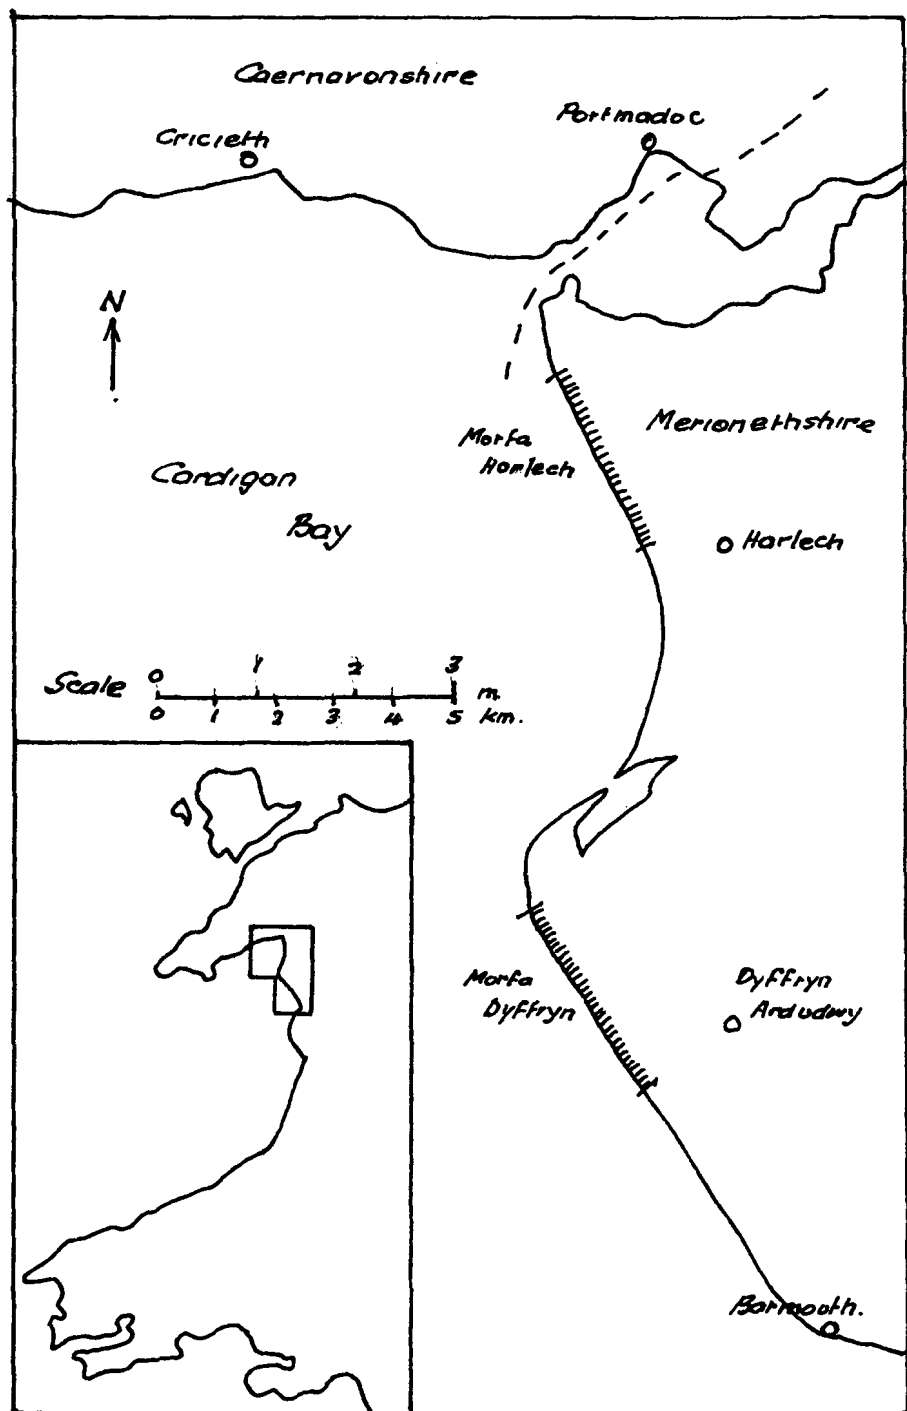 Caernavonshire
Portmadoc
Cricieth
N
Merionethshire
Morfa
Harlech
Cardigan
Bay
Harlech
Scale 0 1 2 3 m.
0 1 2 3 4 5 km.
Morfa
Dyffryn
Dyffryn
Ardudwy
Barmouth.